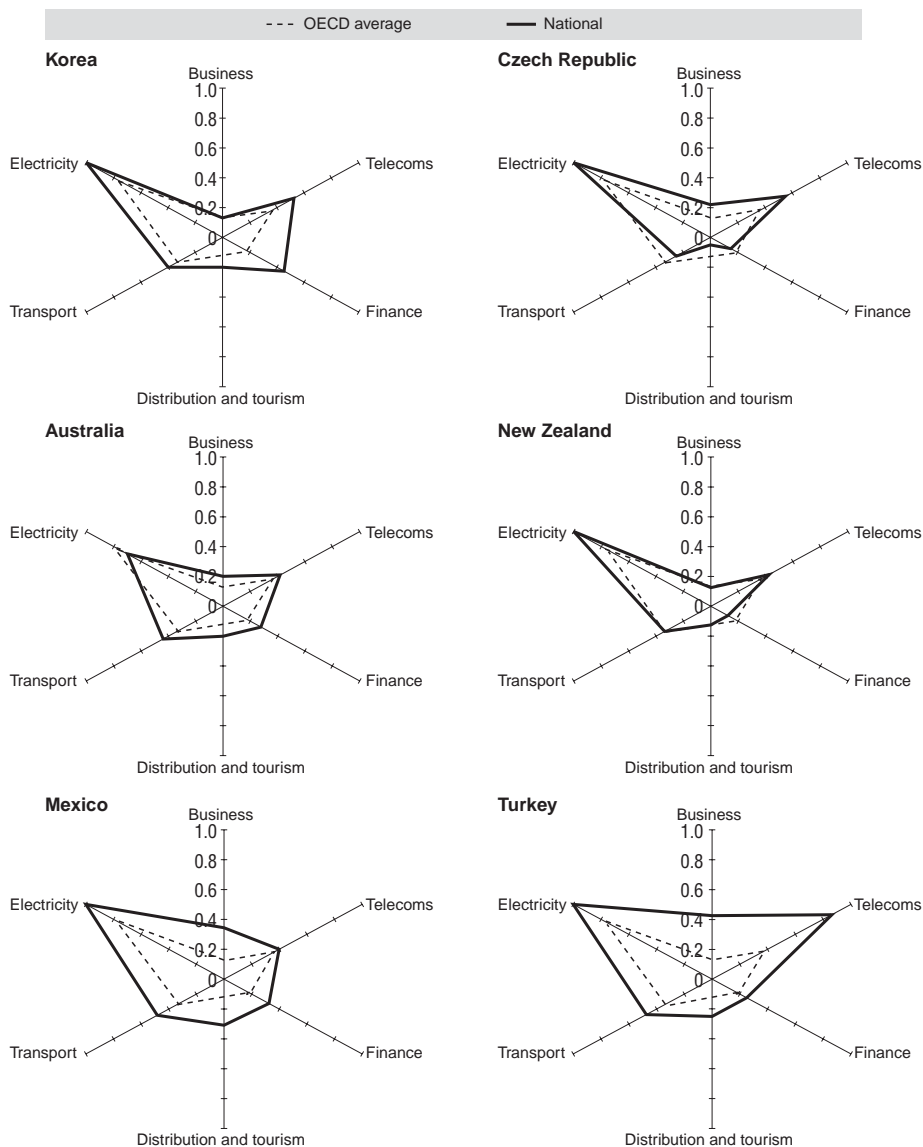 OECD average National
Korea
Business
1.0
0.8
0.6
0.4
0.2
0
Electricity
Telecoms
Transport
Finance
Distribution and tourism
Czech Republic
Business
1.0
0.8
0.6
0.4
0.2
0
Electricity
Telecoms
Transport
Finance
Distribution and tourism
Australia
Business
1.0
0.8
0.6
0.4
0.2
0
Electricity
Telecoms
Transport
Finance
Distribution and tourism
New Zealand
Business
1.0
0.8
0.6
0.4
0.2
0
Electricity
Telecoms
Transport
Finance
Distribution and tourism
Mexico
Business
1.0
0.8
0.6
0.4
0.2
0
Electricity
Telecoms
Transport
Finance
Distribution and tourism
Turkey
Business
1.0
0.8
0.6
0.4
0.2
0
Electricity
Telecoms
Transport
Finance
Distribution and tourism